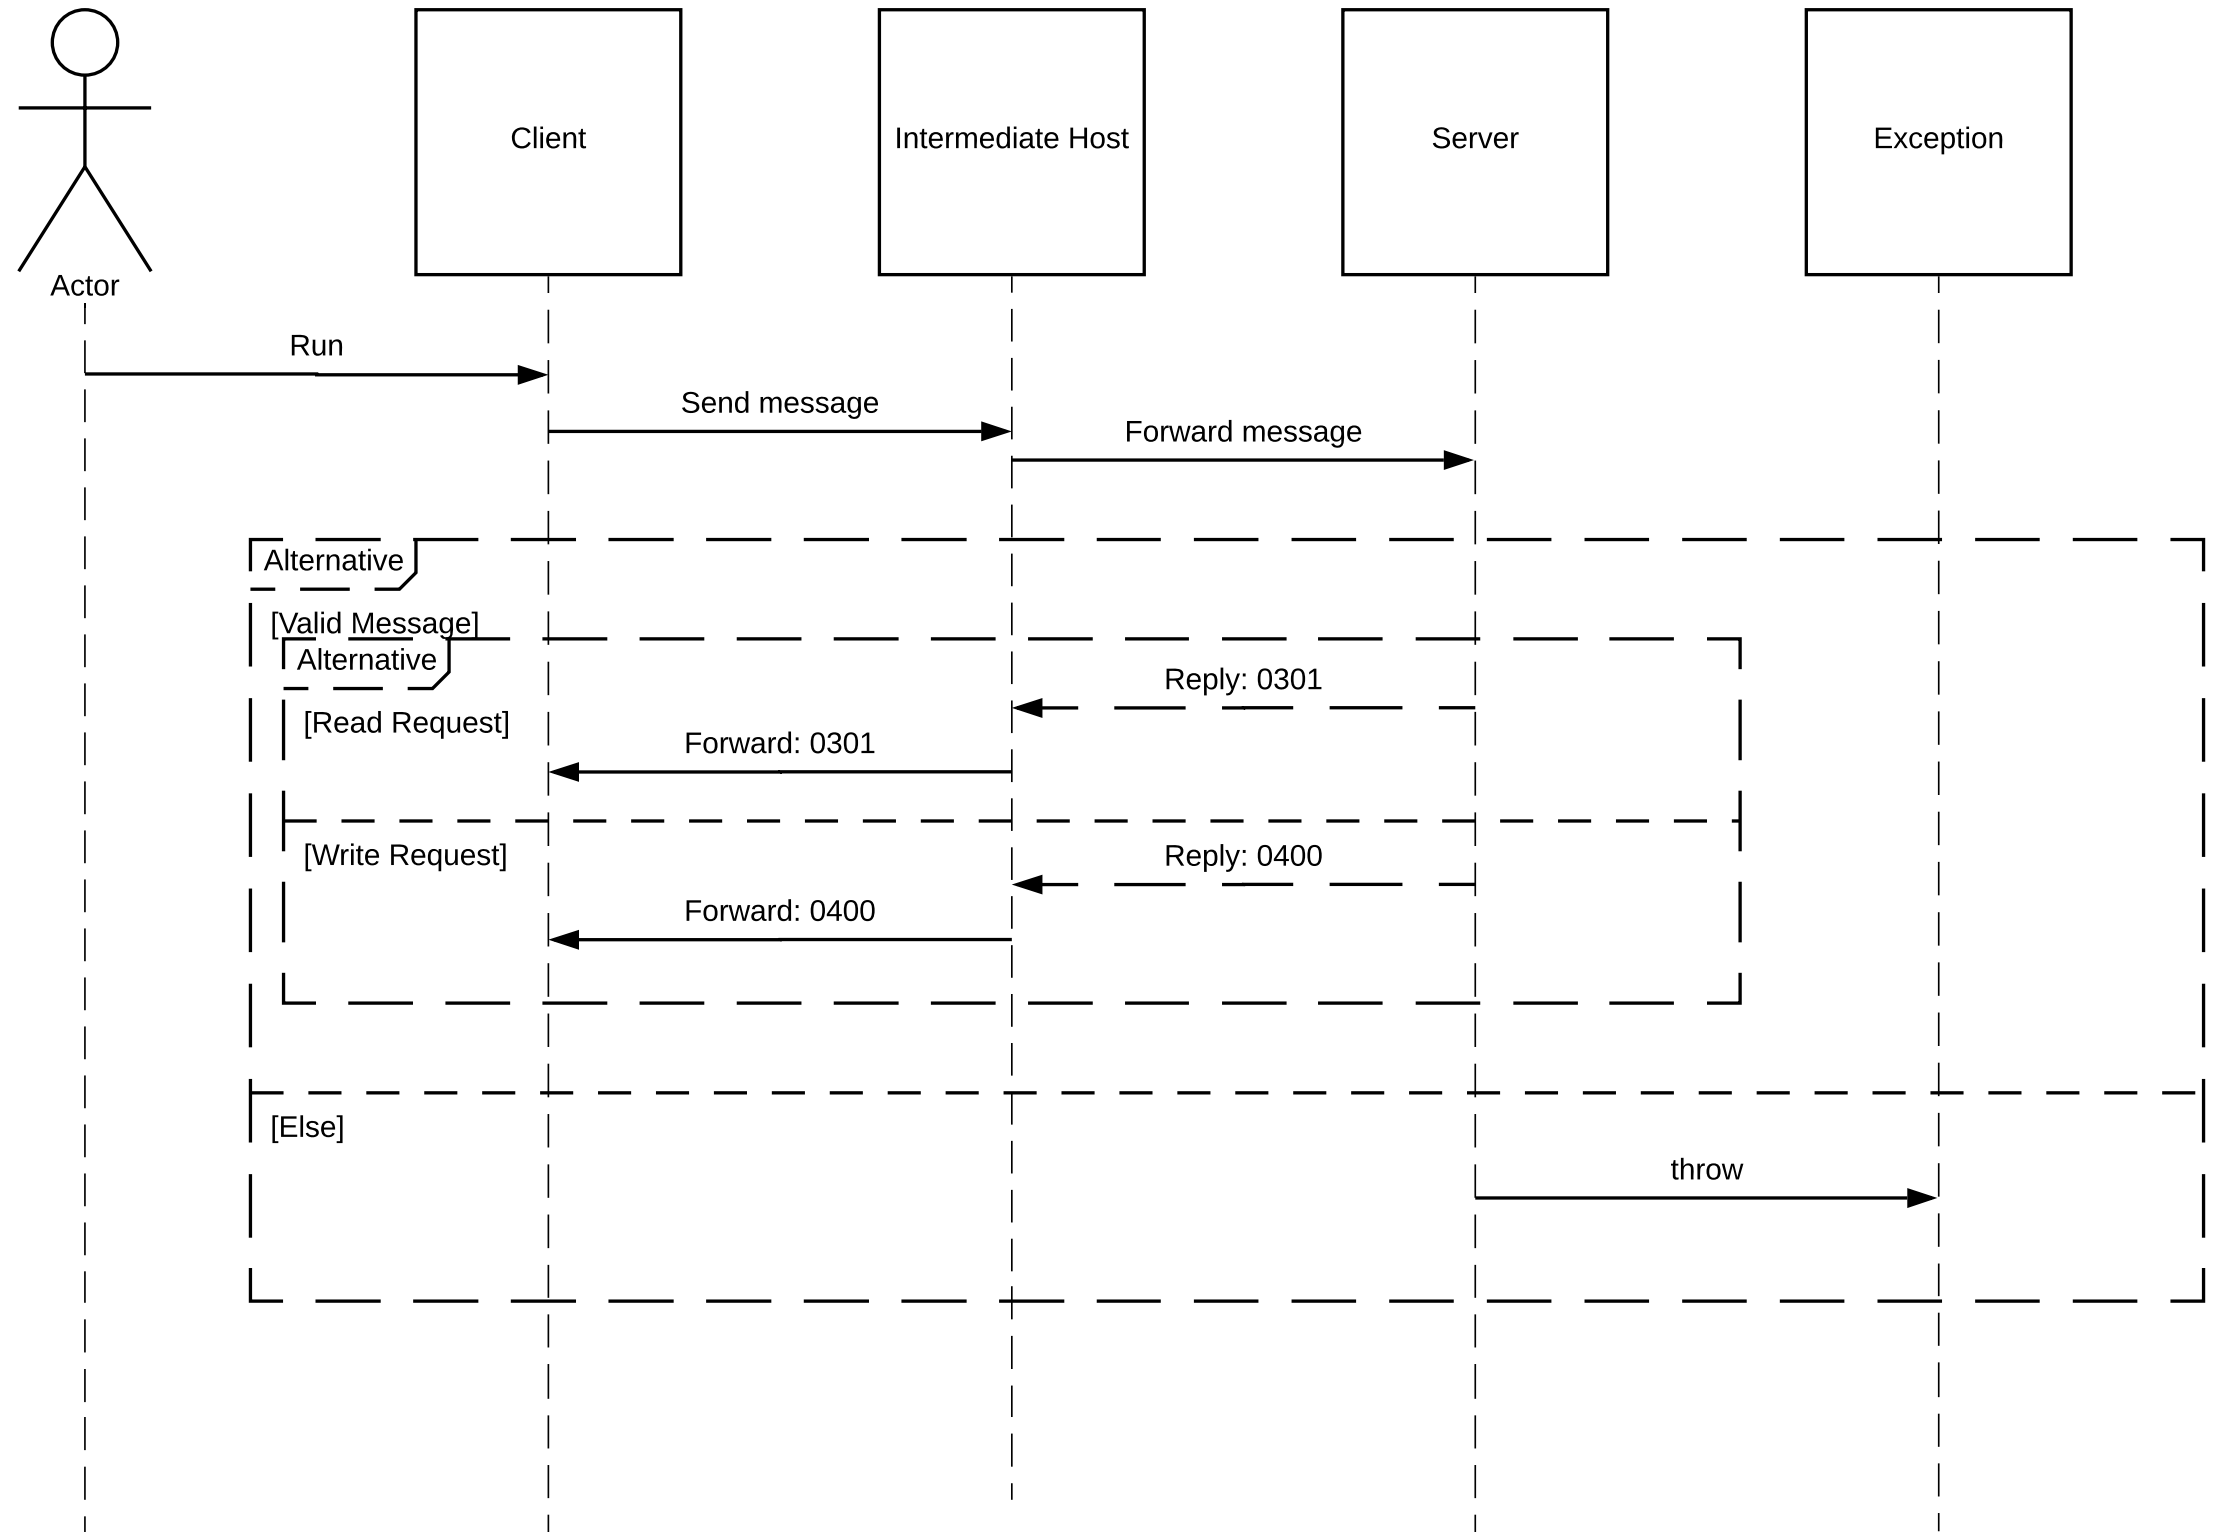 Client
Intermediate Host
Server
Exception
Actor
Run
Send message
Forward message
Alternative
[Valid Message]
Alternative
Reply: 0301
[Read Request]
Forward: 0301
[Write Request]
Reply: 0400
Forward: 0400
[Else]
throw